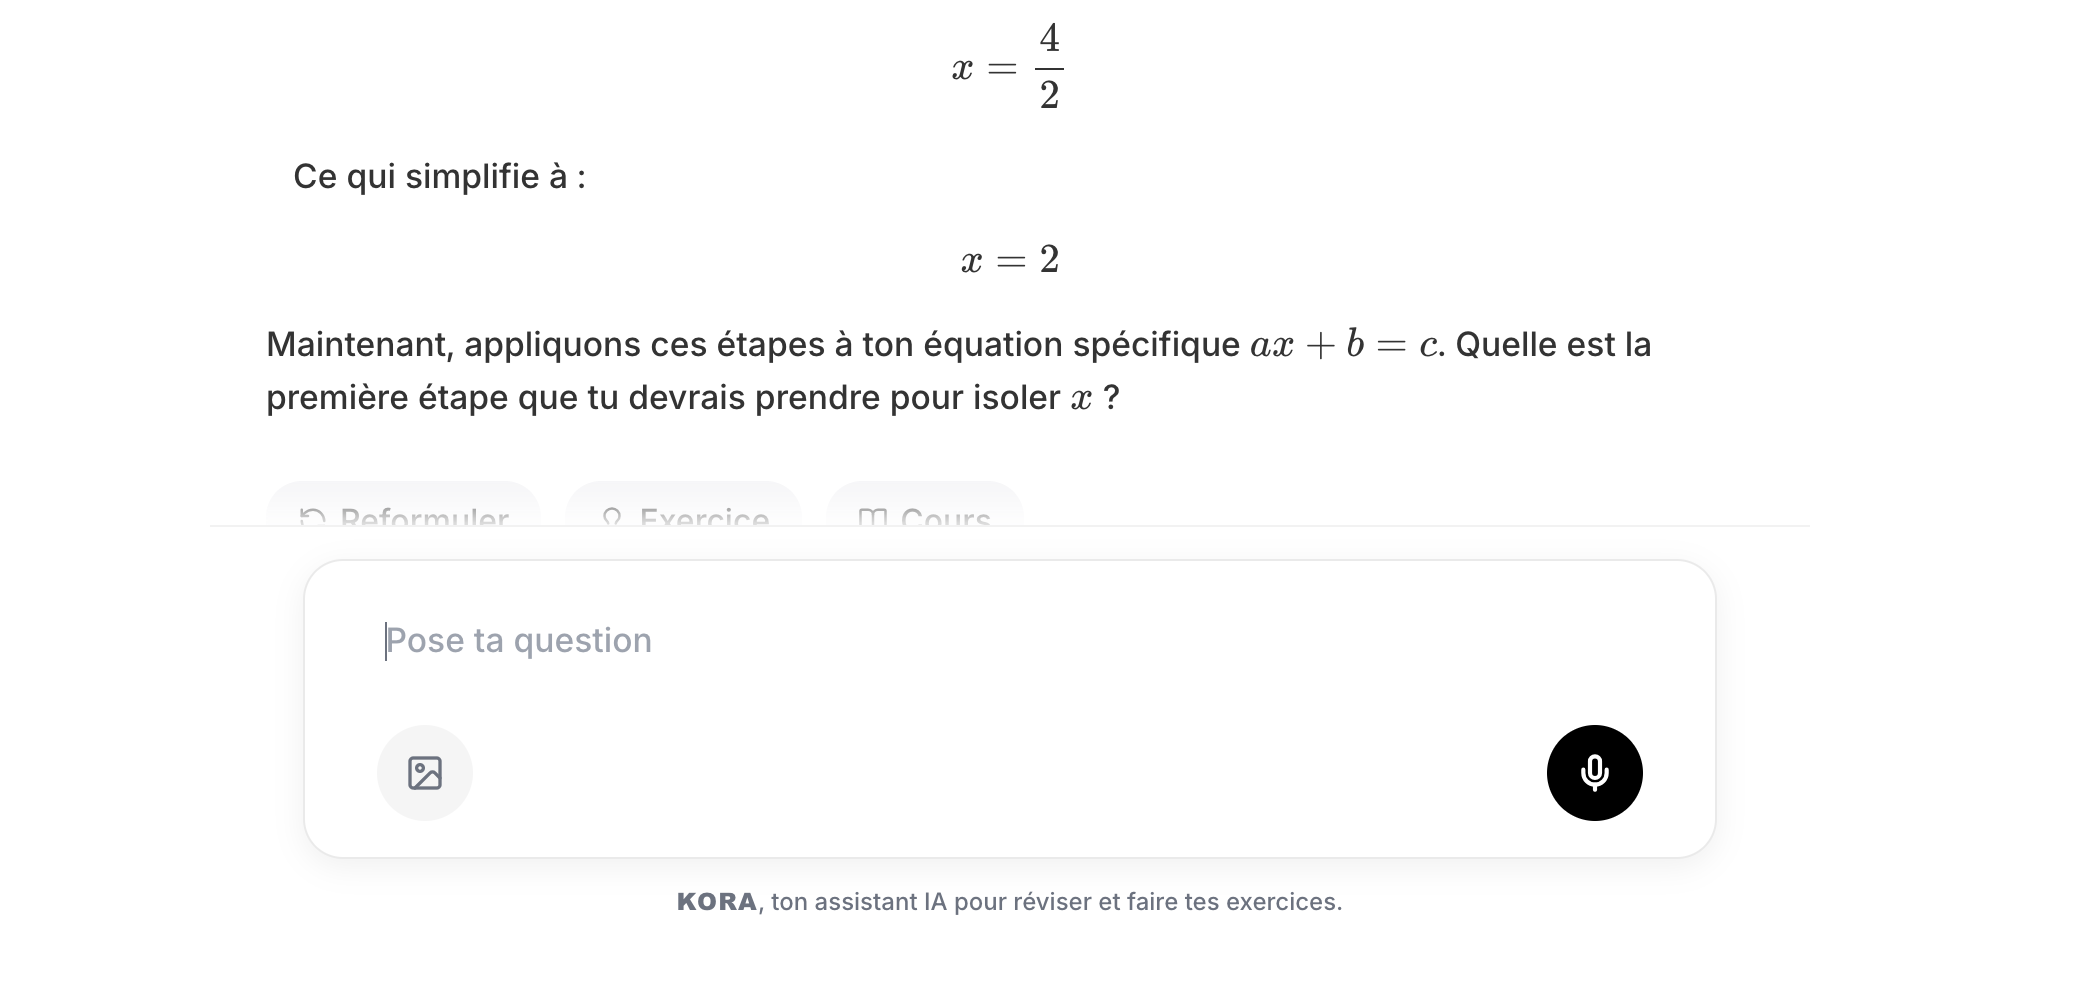 x = 4/2
Ce qui simplifie à :
x = 2
Maintenant, appliquons ces étapes à ton équation spécifique ax + b = c. Quelle est la
première étape que tu devrais prendre pour isoler x ?
Reformuler Exercice Cours
Pose ta question
KORA, ton assistant IA pour réviser et faire tes exercices.